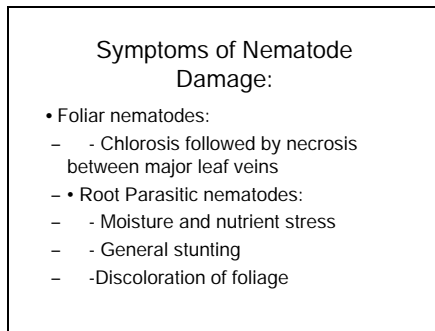 Symptoms of Nematode
Damage:
• Foliar nematodes:
– - Chlorosis followed by necrosis
between major leaf veins
– • Root Parasitic nematodes:
– - Moisture and nutrient stress
– - General stunting
– -Discoloration of foliage